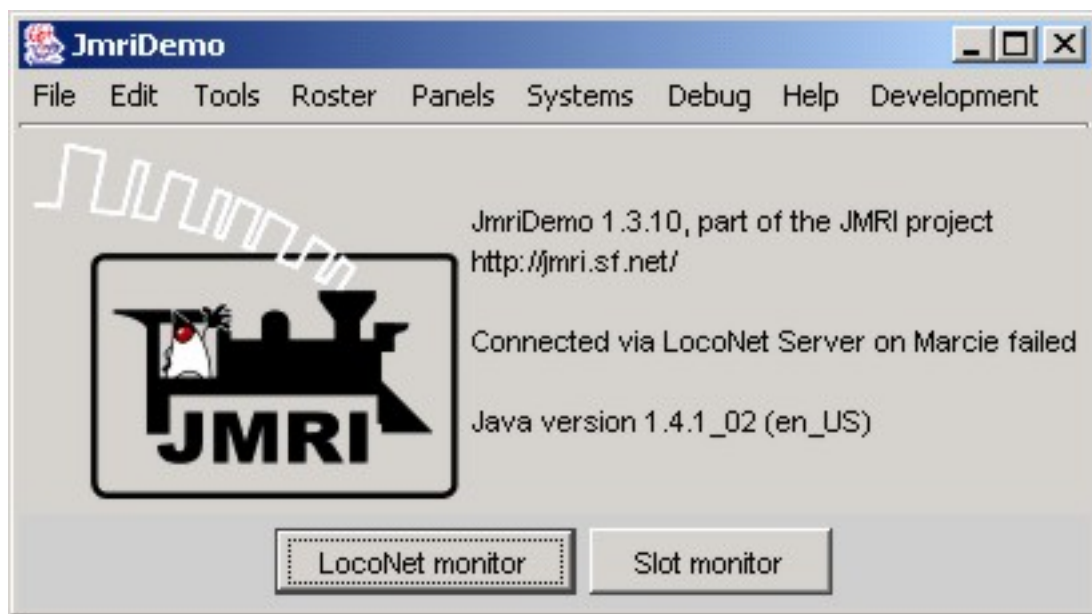 JmriDemo
File Edit Tools Roster Panels Systems Debug Help Development
JmriDemo 1.3.10, part of the JMRI project
http://jmri.sf.net/
Connected via LocoNet Server on Marcie failed
Java version 1.4.1_02 (en_US)
JMRI
LocoNet monitor Slot monitor